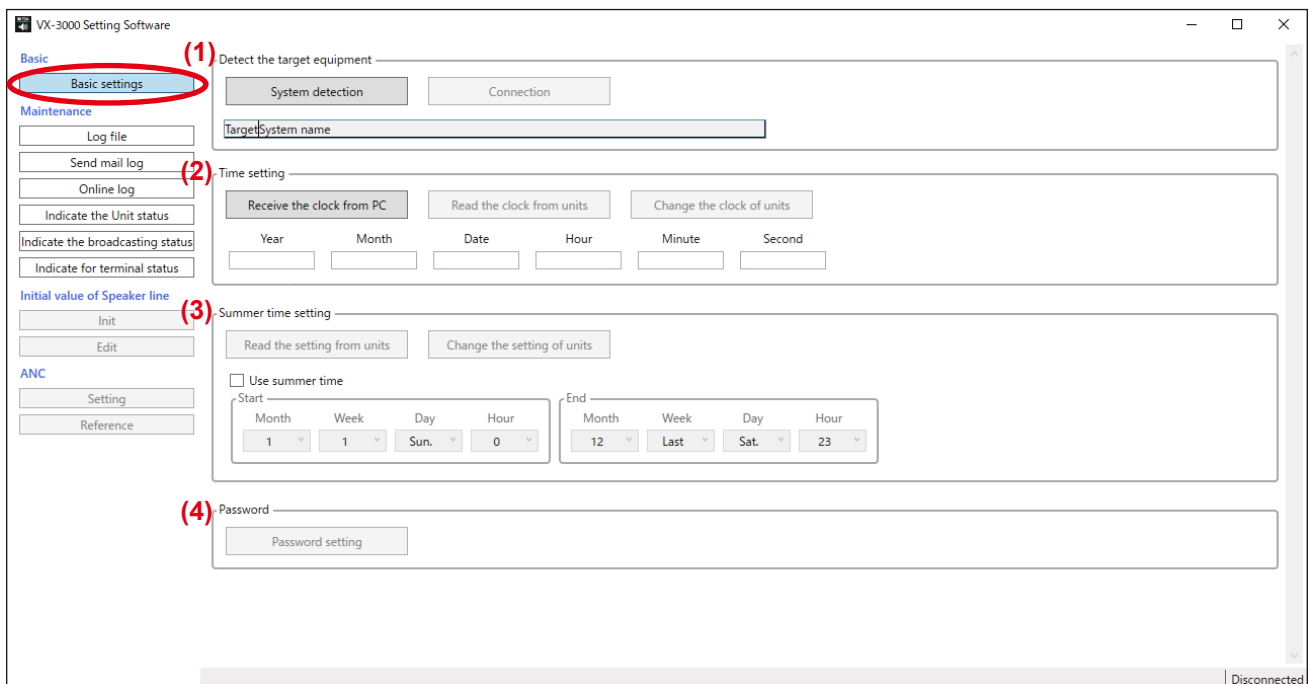 VX-3000 Setting Software
Basic
Basic settings
Maintenance
Log file
Send mail log
Online log
Indicate the Unit status
Indicate the broadcasting status
Indicate for terminal status
Initial value of Speaker line
Init
Edit
ANC
Setting
Reference
(1)
Detect the target equipment
System detection Connection
Target System name
(2)
Time setting
Receive the clock from PC Read the clock from units Change the clock of units
Year Month Date Hour Minute Second
(3)
Summer time setting
Read the setting from units Change the setting of units
Use summer time
Start
Month Week Day Hour
1 1 Sun. 0
End
Month Week Day Hour
12 Last Sat. 23
(4)
Password
Password setting
Disconnected